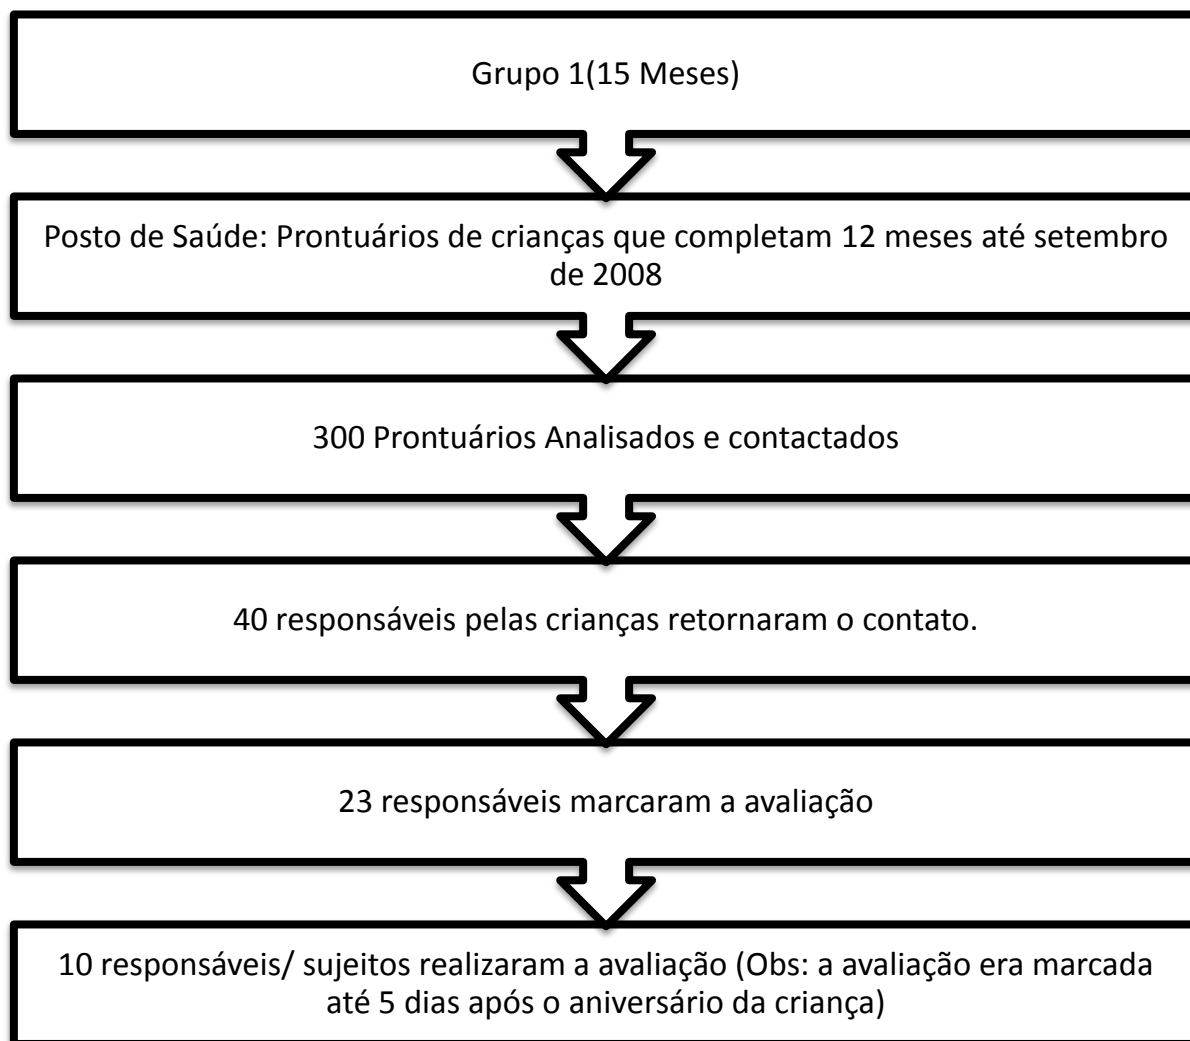 Grupo 1(15 Meses)
Posto de Saúde: Prontuários de crianças que completam 12 meses até setembro
de 2008
300 Prontuários Analisados e contactados
40 responsáveis pelas crianças retornaram o contato.
23 responsáveis marcaram a avaliação
10 responsáveis/ sujeitos realizaram a avaliação (Obs: a avaliação era marcada
até 5 dias após o aniversário da criança)